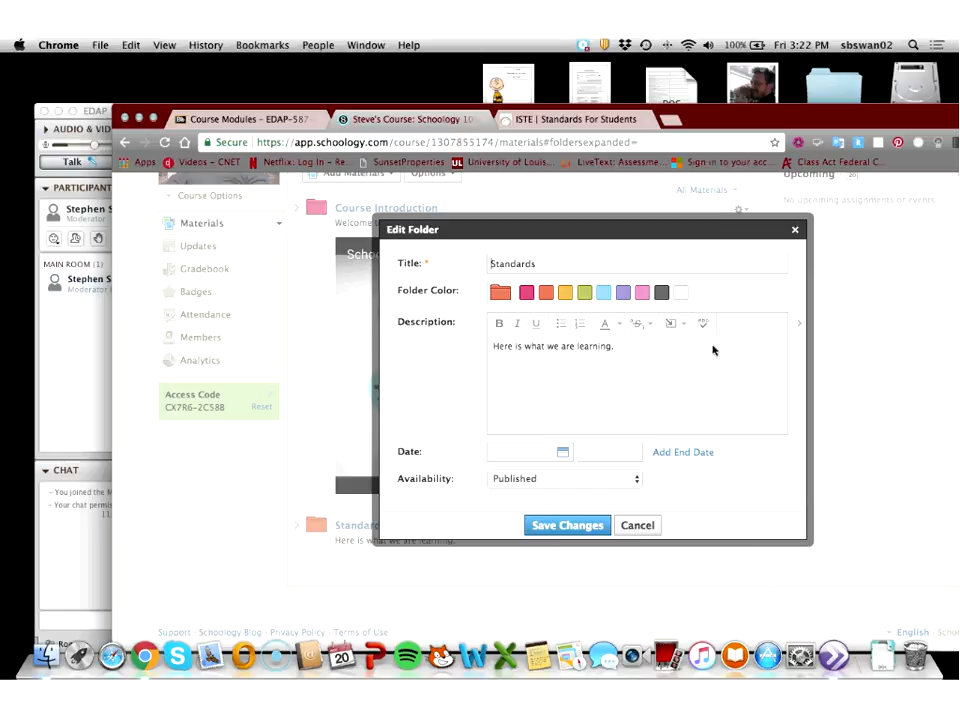 Chrome File Edit View History Bookmarks People Window Help 100% Fri 3:22 PM sbswan02
EDAP
Course Modules - EDAP-587-
Steve's Course: Schoology 10
ISTE | Standards For Students
Secure https://app.schoology.com/course/1307855174/materials#foldersexpanded=
Apps Videos - CNET Netflix: Log In - Re... SunsetProperties University of Louis... LiveText: Assessme... Sign in to your acc... Class Act Federal C...
AUDIO & VID
Talk
PARTICIPANT
Stephen S
Moderator
MAIN ROOM (1)
Stephen S
Moderator
CHAT
- You joined the M
- Your chat permis
11
Add Materials Options
Upcoming
All Materials
No upcoming assignments or events
Course Options
Materials
Updates
Gradebook
Badges
Attendance
Members
Analytics
Access Code
CX7R6-2C58B Reset
Course Introduction
Welcome
Scho
Edit Folder
Title: * Standards
Folder Color:
Description:
B I U A
Here is what we are learning.
Date: Add End Date
Availability: Published
Save Changes Cancel
Standar
Here is what we are learning.
Support · Schoology Blog · Privacy Policy · Terms of Use
English
20